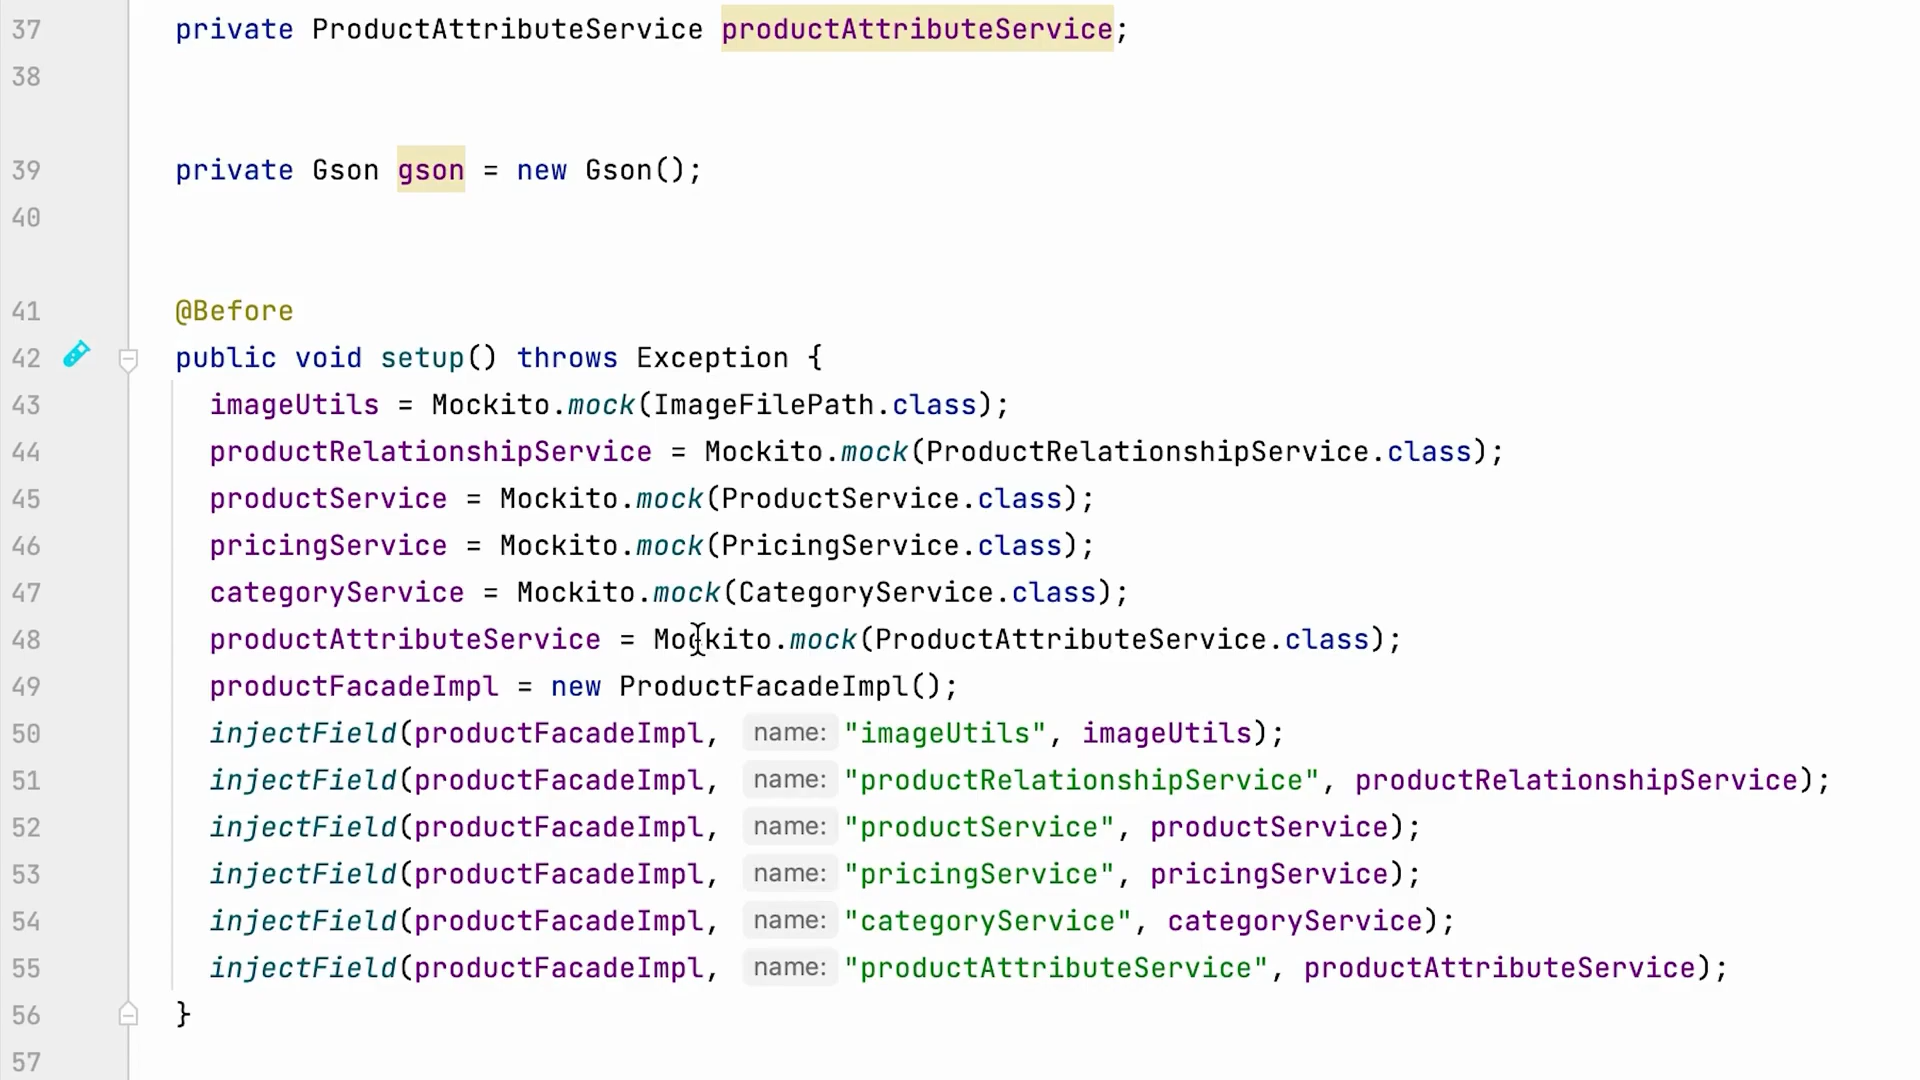 37 private ProductAttributeService productAttributeService;
38
39 private Gson gson = new Gson();
40
41 @Before
42 public void setup() throws Exception {
43 imageUtils = Mockito.mock(ImageFilePath.class);
44 productRelationshipService = Mockito.mock(ProductRelationshipService.class);
45 productService = Mockito.mock(ProductService.class);
46 pricingService = Mockito.mock(PricingService.class);
47 categoryService = Mockito.mock(CategoryService.class);
48 productAttributeService = Mockito.mock(ProductAttributeService.class);
49 productFacadeImpl = new ProductFacadeImpl();
50 injectField(productFacadeImpl, name: "imageUtils", imageUtils);
51 injectField(productFacadeImpl, name: "productRelationshipService", productRelationshipService);
52 injectField(productFacadeImpl, name: "productService", productService);
53 injectField(productFacadeImpl, name: "pricingService", pricingService);
54 injectField(productFacadeImpl, name: "categoryService", categoryService);
55 injectField(productFacadeImpl, name: "productAttributeService", productAttributeService);
56 }
57